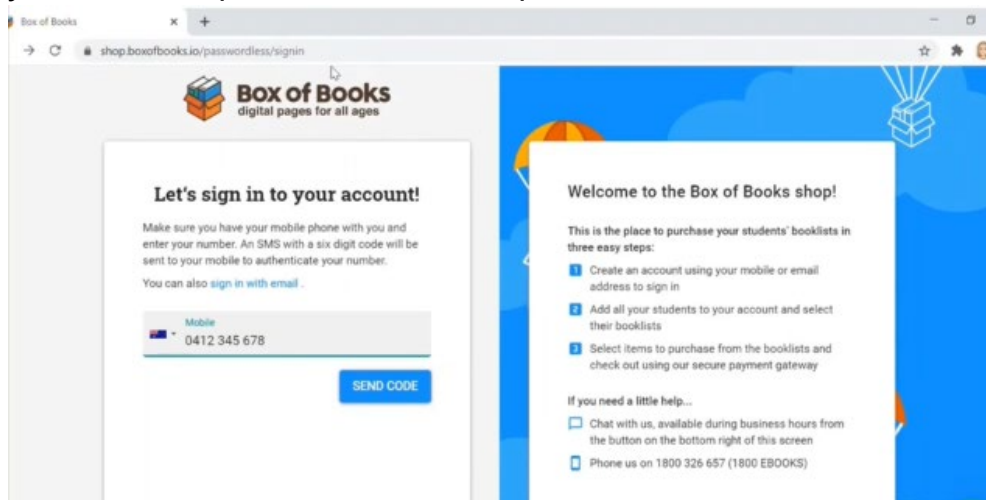 Box of Books
shop.boxofbooks.io/passwordless/signin
Box of Books
digital pages for all ages
Let's sign in to your account!
Make sure you have your mobile phone with you and
enter your number. An SMS with a six digit code will be
sent to your mobile to authenticate your number.
You can also sign in with email .
Mobile
0412 345 678
SEND CODE
Welcome to the Box of Books shop!
This is the place to purchase your students' booklists in
three easy steps:
1 Create an account using your mobile or email
address to sign in
2 Add all your students to your account and select
their booklists
3 Select items to purchase from the booklists and
check out using our secure payment gateway
If you need a little help...
Chat with us, available during business hours from
the button on the bottom right of this screen
Phone us on 1800 326 657 (1800 EBOOKS)